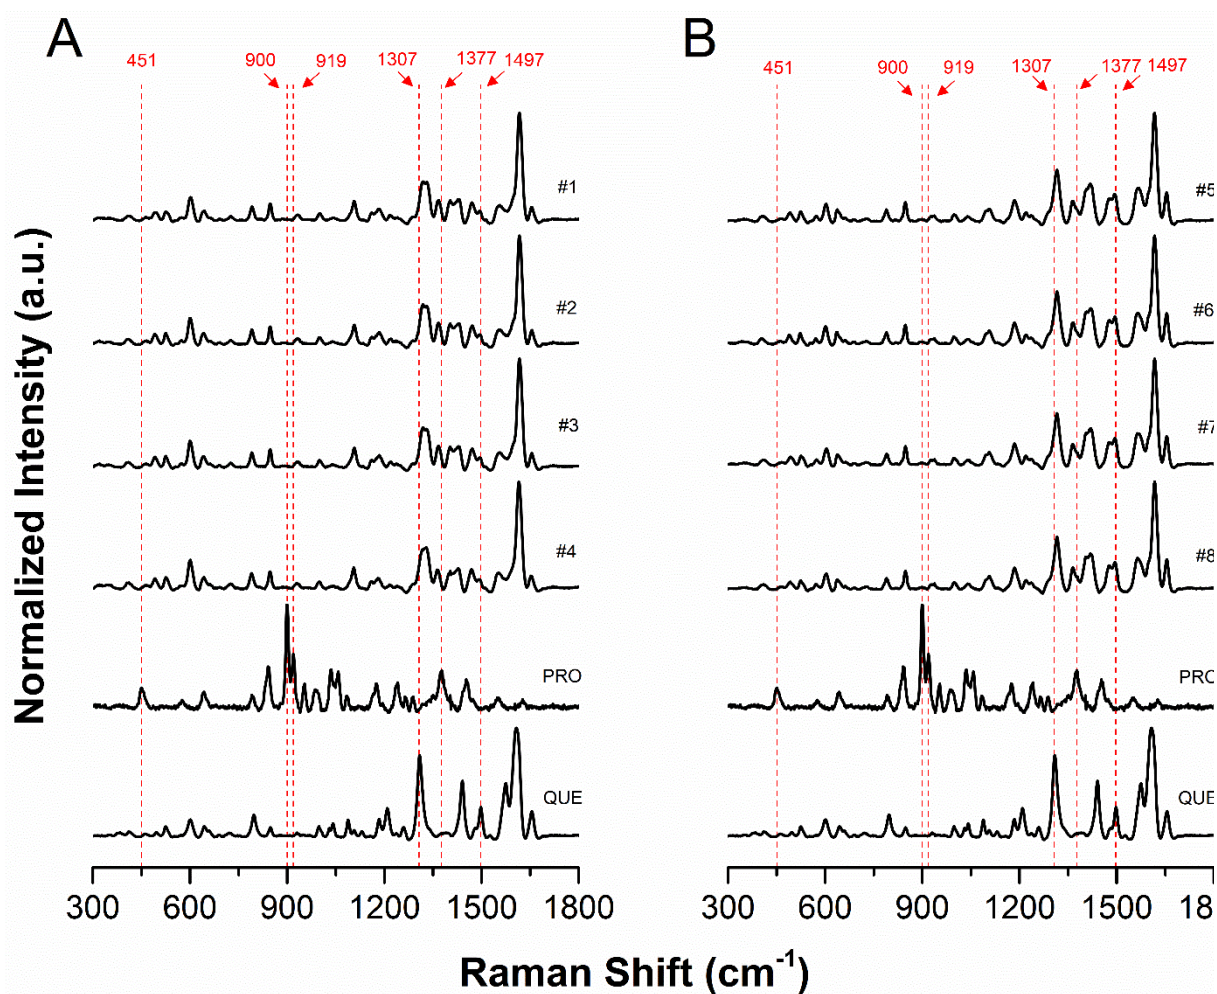 A B
451 900 919 1307 1377 1497 451 900 919 1307 1377 1497
#1 #5
#2 #6
#3 #7
#4 #8
PRO PRO
QUE QUE
300 600 900 1200 1500 1800 300 600 900 1200 1500 180
Normalized Intensity (a.u.)
Raman Shift (cm⁻¹)